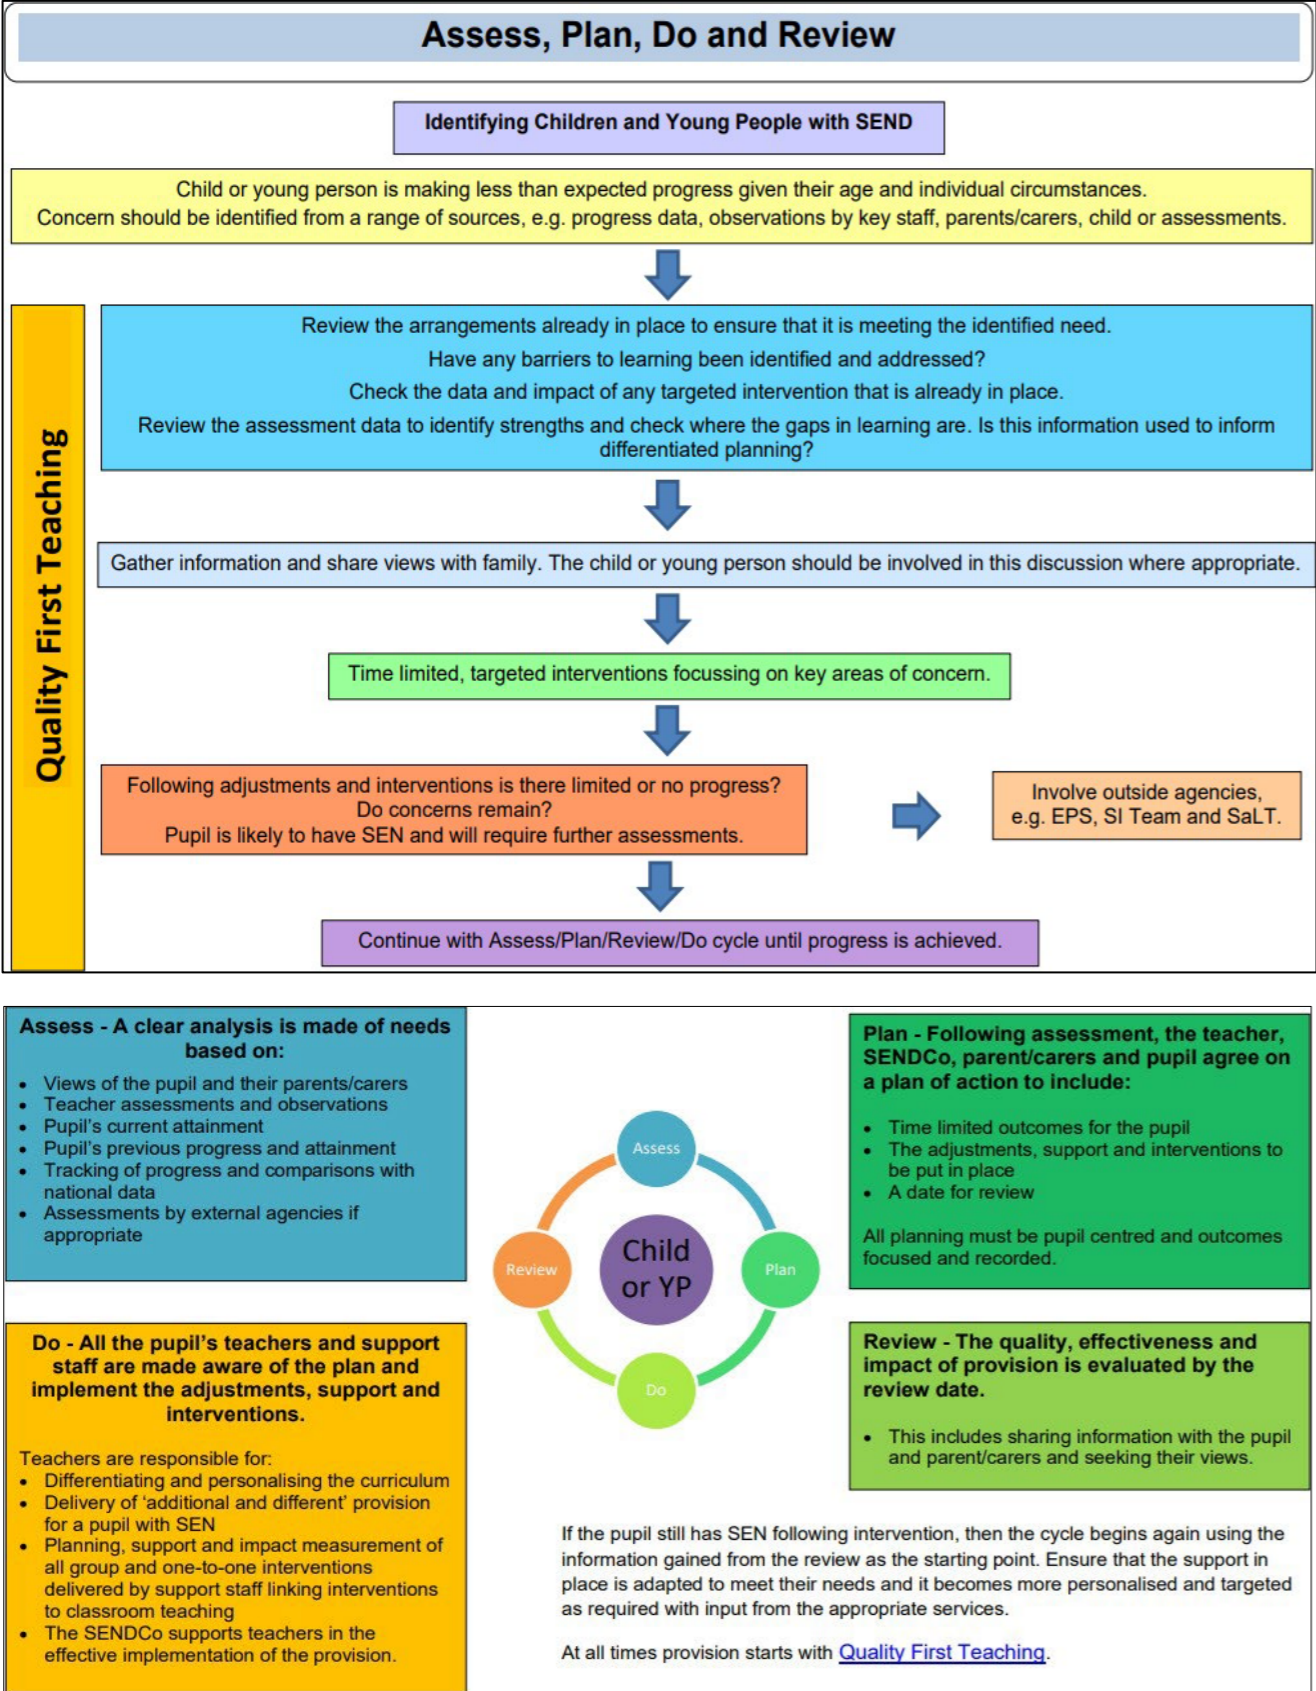 Assess, Plan, Do and Review
Identifying Children and Young People with SEND
Child or young person is making less than expected progress given their age and individual circumstances.
Concern should be identified from a range of sources, e.g. progress data, observations by key staff, parents/carers, child or assessments.
Quality First Teaching
Review the arrangements already in place to ensure that it is meeting the identified need.
Have any barriers to learning been identified and addressed?
Check the data and impact of any targeted intervention that is already in place.
Review the assessment data to identify strengths and check where the gaps in learning are. Is this information used to inform
differentiated planning?
Gather information and share views with family. The child or young person should be involved in this discussion where appropriate.
Time limited, targeted interventions focussing on key areas of concern.
Following adjustments and interventions is there limited or no progress?
Do concerns remain?
Pupil is likely to have SEN and will require further assessments.
Involve outside agencies,
e.g. EPS, SI Team and SaLT.
Continue with Assess/Plan/Review/Do cycle until progress is achieved.
Assess - A clear analysis is made of needs
based on:
• Views of the pupil and their parents/carers
• Teacher assessments and observations
• Pupil's current attainment
• Pupil's previous progress and attainment
• Tracking of progress and comparisons with
national data
• Assessments by external agencies if
appropriate
Assess
Plan
Do
Review
Child
or YP
Plan - Following assessment, the teacher,
SENDCo, parent/carers and pupil agree on
a plan of action to include:
• Time limited outcomes for the pupil
• The adjustments, support and interventions to
be put in place
• A date for review
All planning must be pupil centred and outcomes
focused and recorded.
Do - All the pupil's teachers and support
staff are made aware of the plan and
implement the adjustments, support and
interventions.
Teachers are responsible for:
• Differentiating and personalising the curriculum
• Delivery of 'additional and different' provision
for a pupil with SEN
• Planning, support and impact measurement of
all group and one-to-one interventions
delivered by support staff linking interventions
to classroom teaching
• The SENDCo supports teachers in the
effective implementation of the provision.
Review - The quality, effectiveness and
impact of provision is evaluated by the
review date.
• This includes sharing information with the pupil
and parent/carers and seeking their views.
If the pupil still has SEN following intervention, then the cycle begins again using the
information gained from the review as the starting point. Ensure that the support in
place is adapted to meet their needs and it becomes more personalised and targeted
as required with input from the appropriate services.
At all times provision starts with Quality First Teaching.